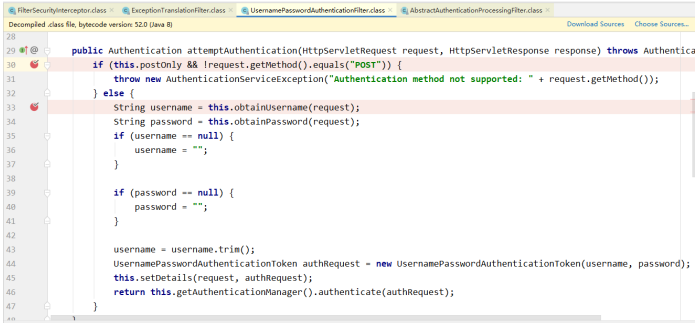 FilterSecurityInterceptor.class × ExceptionTranslationFilter.class × UsernamePasswordAuthenticationFilter.class × AbstractAuthenticationProcessingFilter.class ×
Decompiled .class file, bytecode version: 52.0 (Java 8) Download Sources Choose Sources...
28
29 @ public Authentication attemptAuthentication(HttpServletRequest request, HttpServletResponse response) throws Authentica
30 if (this.postOnly && !request.getMethod().equals("POST")) {
31 throw new AuthenticationServiceException("Authentication method not supported: " + request.getMethod());
32 } else {
33 String username = this.obtainUsername(request);
34 String password = this.obtainPassword(request);
35 if (username == null) {
36 username = "";
37 }
38
39 if (password == null) {
40 password = "";
41 }
42
43 username = username.trim();
44 UsernamePasswordAuthenticationToken authRequest = new UsernamePasswordAuthenticationToken(username, password);
45 this.setDetails(request, authRequest);
46 return this.getAuthenticationManager().authenticate(authRequest);
47 }
48 }